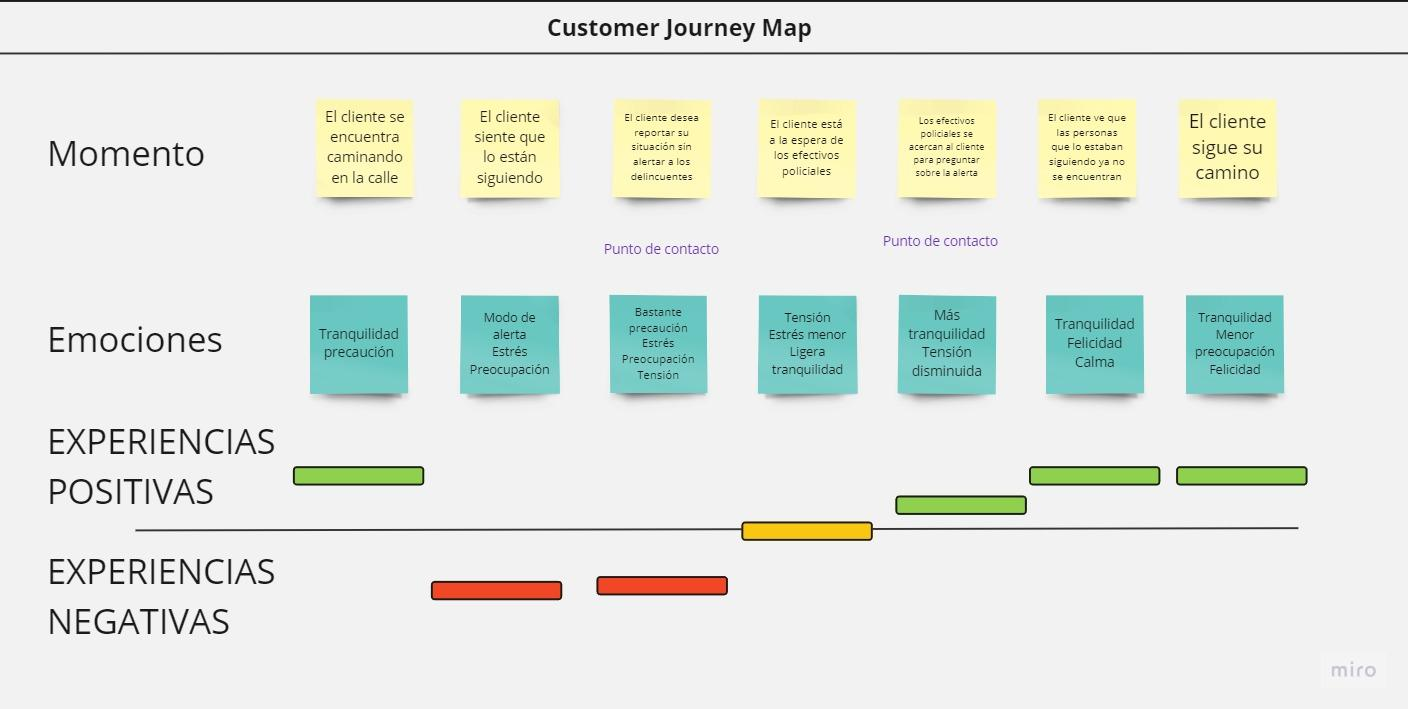 Customer Journey Map
Momento
El cliente se
encuentra
caminando
en la calle
El cliente
siente que
lo están
siguiendo
El cliente desea
reportar su
situación sin
alertar a los
delincuentes
El cliente está
a la espera de
los efectivos
policiales
Los efectivos
policiales se
acercan al cliente
para preguntar
sobre la alerta
El cliente ve que
las personas
que lo estaban
siguiendo ya no
se encuentran
El cliente
sigue su
camino
Punto de contacto
Punto de contacto
Emociones
Tranquilidad
precaución
Modo de
alerta
Estrés
Preocupación
Bastante
precaución
Estrés
Preocupación
Tensión
Tensión
Estrés menor
Ligera
tranquilidad
Más
tranquilidad
Tensión
disminuida
Tranquilidad
Felicidad
Calma
Tranquilidad
Menor
preocupación
Felicidad
EXPERIENCIAS
POSITIVAS
EXPERIENCIAS
NEGATIVAS
miro